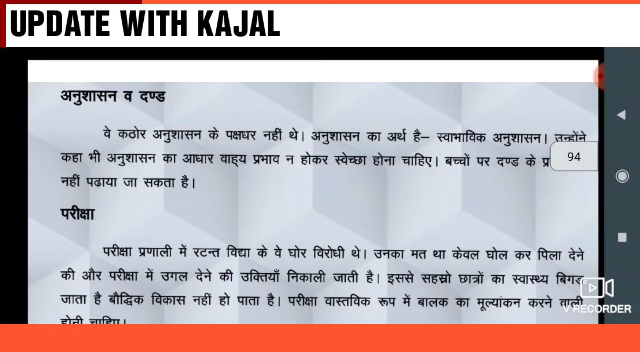 UPDATE WITH KAJAL
अनुशासन व दण्ड
वे कठोर अनुशासन के पक्षधर नहीं थे। अनुशासन का अर्थ है– स्वाभाविक अनुशासन। उन्होंने
कहा भी अनुशासन का आधार वाह्य प्रभाव न होकर स्वेच्छा होना चाहिए। बच्चों पर दण्ड के
94
नहीं पढाया जा सकता है।
परीक्षा
परीक्षा प्रणाली में रटन्त विद्या के वे घोर विरोधी थे। उनका मत था केवल घोल कर पिला देने
की और परीक्षा में उगल देने की उक्तियाँ निकाली जाती है। इससे सहस्रो छात्रों का स्वास्थ्य बिगड़
जाता है बौद्धिक विकास नहीं हो पाता है। परीक्षा वास्तविक रूप में बालक का मूल्यांकन करने वाली
होनी चाहिए।
V RECORDER